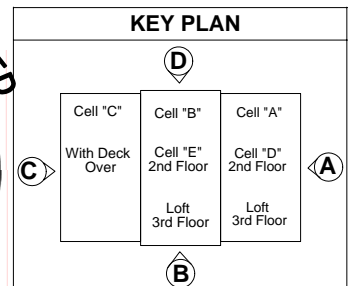 KEY PLAN
D
Cell "C"
With Deck
Over
Cell "B"
Cell "E"
2nd Floor
Loft
3rd Floor
Cell "A"
Cell "D"
2nd Floor
Loft
3rd Floor
C
A
B